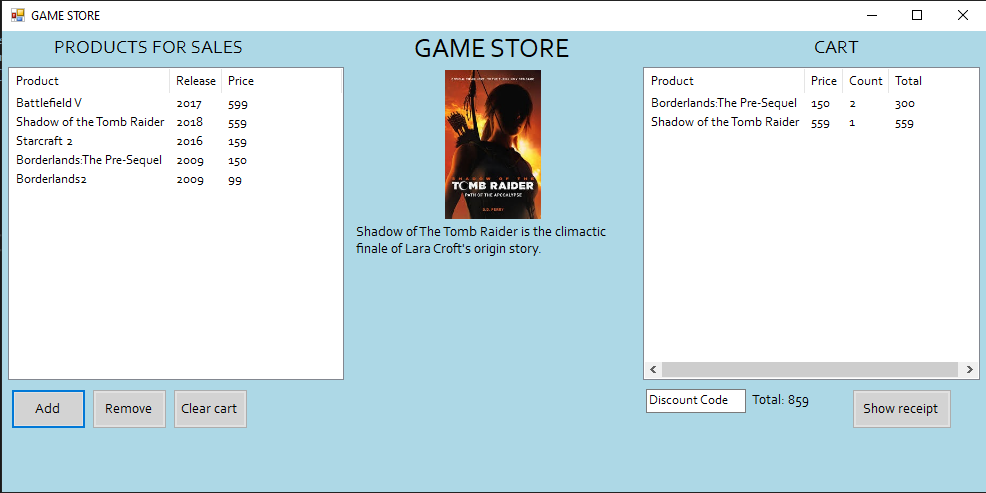 GAME STORE
PRODUCTS FOR SALES
GAME STORE
CART
Product Release Price
Battlefield V 2017 599
Shadow of the Tomb Raider 2018 559
Starcraft 2 2016 159
Borderlands:The Pre-Sequel 2009 150
Borderlands2 2009 99
SHADOW OF THE
TOMB RAIDER
PATH OF THE APOCALYPSE
Shadow of The Tomb Raider is the climactic
finale of Lara Croft's origin story.
Product Price Count Total
Borderlands:The Pre-Sequel 150 2 300
Shadow of the Tomb Raider 559 1 559
Add
Remove
Clear cart
Discount Code
Total: 859
Show receipt